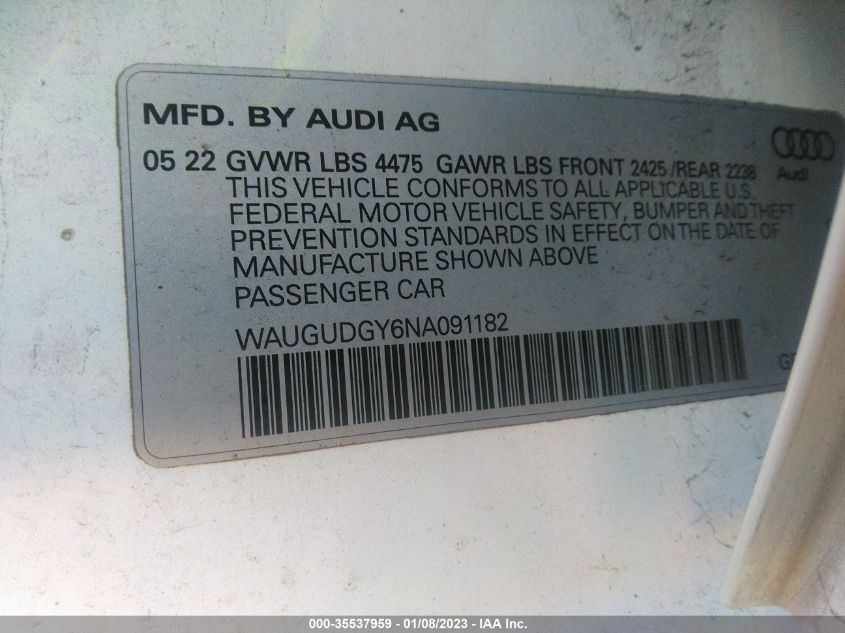 MFD. BY AUDI AG
05 22 GVWR LBS 4475 GAWR LBS FRONT 2425 /REAR 2238
Audi
THIS VEHICLE CONFORMS TO ALL APPLICABLE U.S.
FEDERAL MOTOR VEHICLE SAFETY, BUMPER AND THEFT
PREVENTION STANDARDS IN EFFECT ON THE DATE OF
MANUFACTURE SHOWN ABOVE
PASSENGER CAR
WAUGUDGY6NA091182
000-35537959 - 01/08/2023 - IAA Inc.